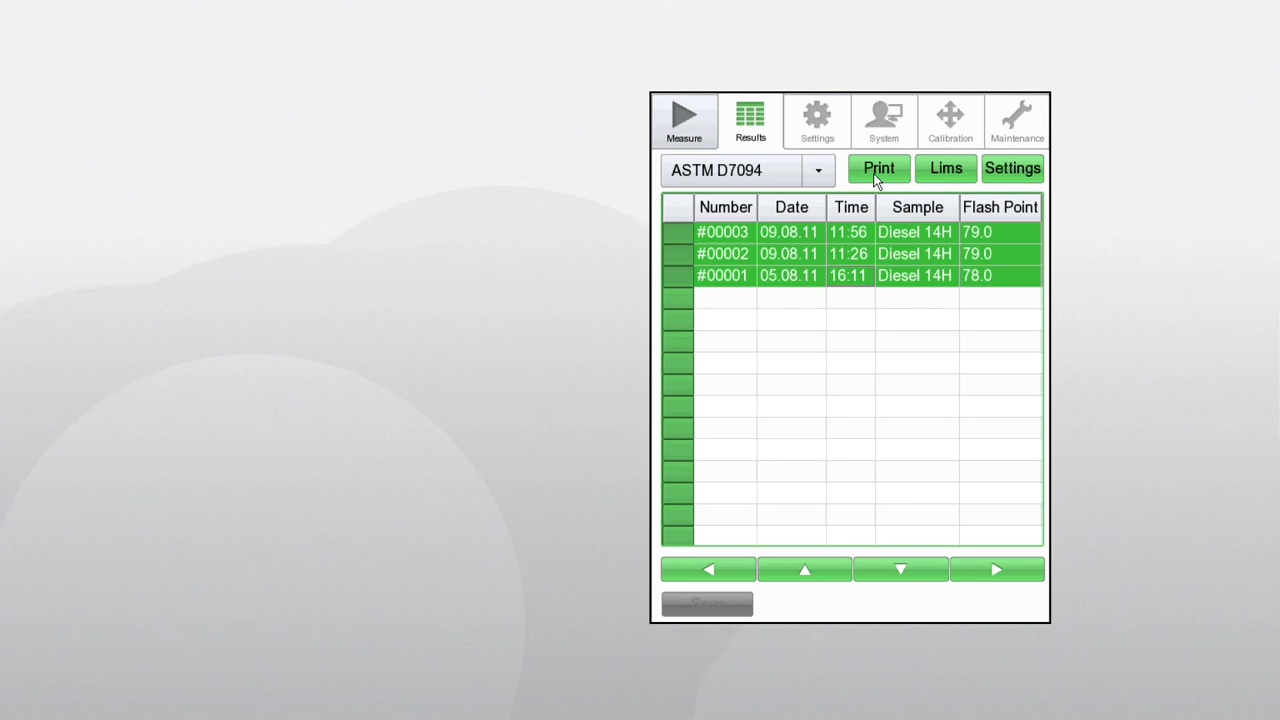 Measure Results Settings System Calibration Maintenance
ASTM D7094 Print Lims Settings
Number Date Time Sample Flash Point
#00003 09.08.11 11:56 Diesel 14H 79.0
#00002 09.08.11 11:26 Diesel 14H 79.0
#00001 05.08.11 16:11 Diesel 14H 78.0